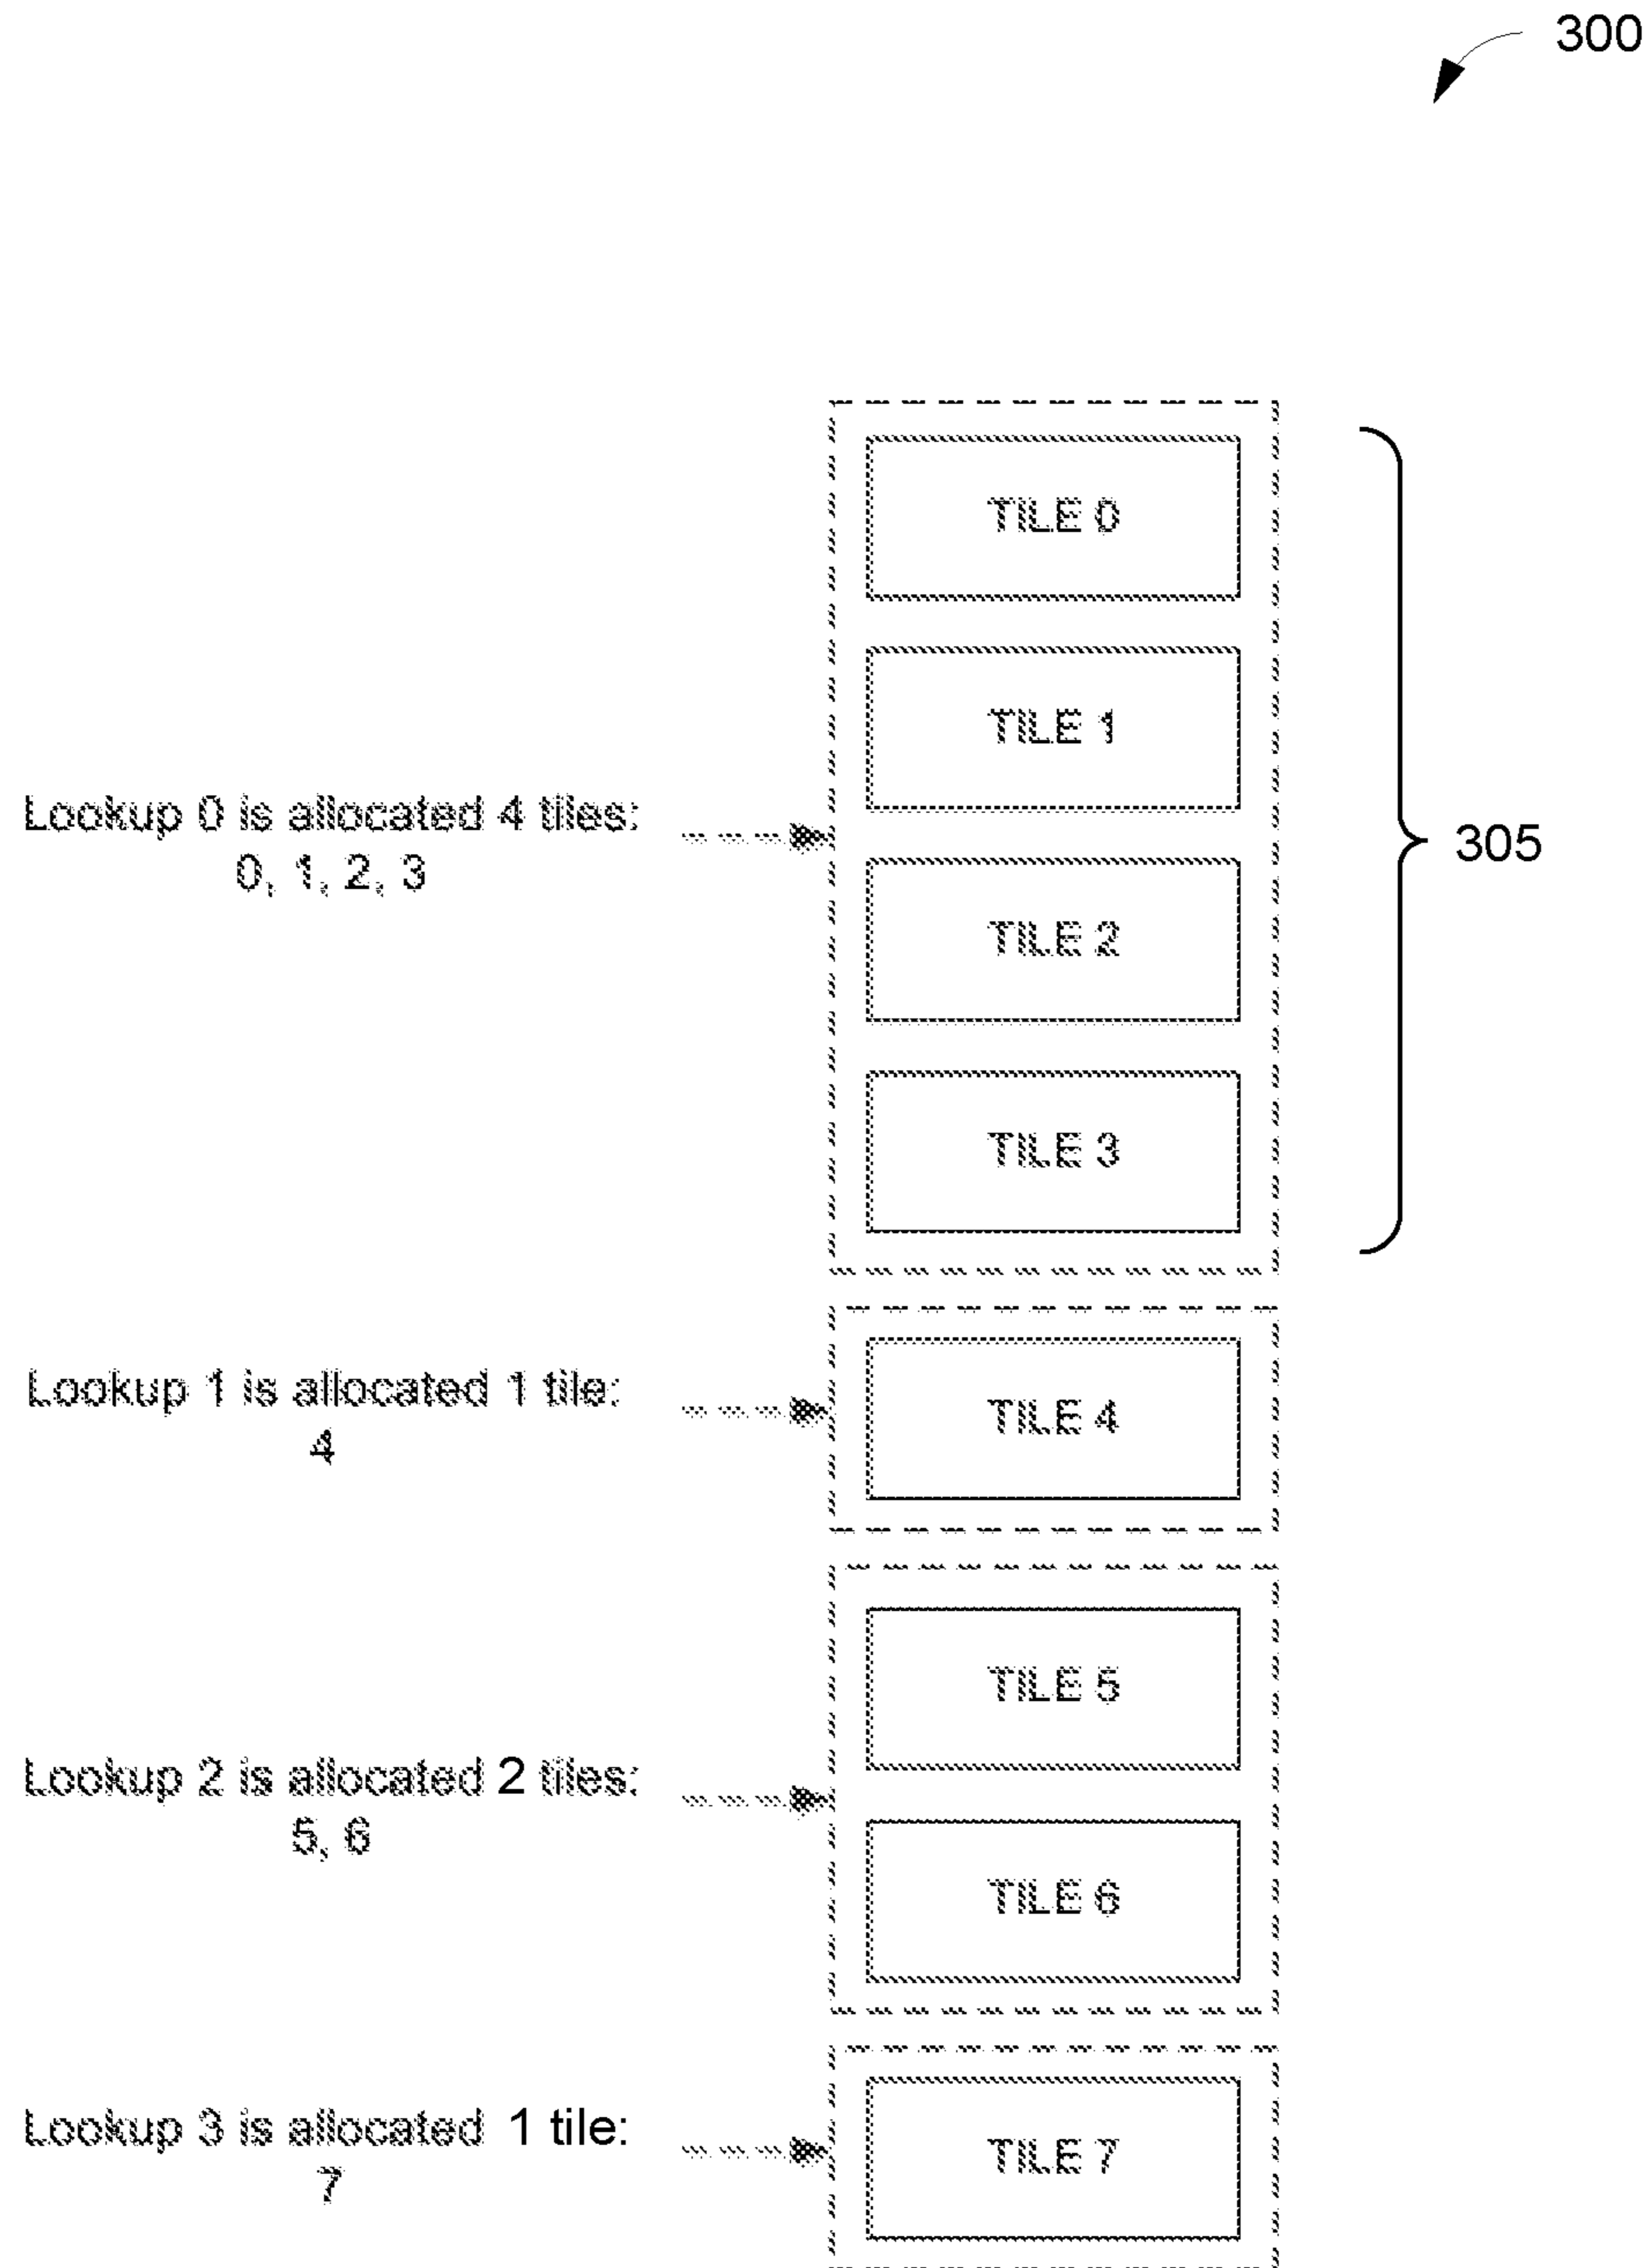 300
TILE 0
TILE 1
Lookup 0 is allocated 4 tiles:
0, 1, 2, 3
305
TILE 2
TILE 3
Lookup 1 is allocated 1 tile:
4
TILE 4
TILE 5
Lookup 2 is allocated 2 tiles:
5, 6
TILE 6
Lookup 3 is allocated 1 tile:
7
TILE 7